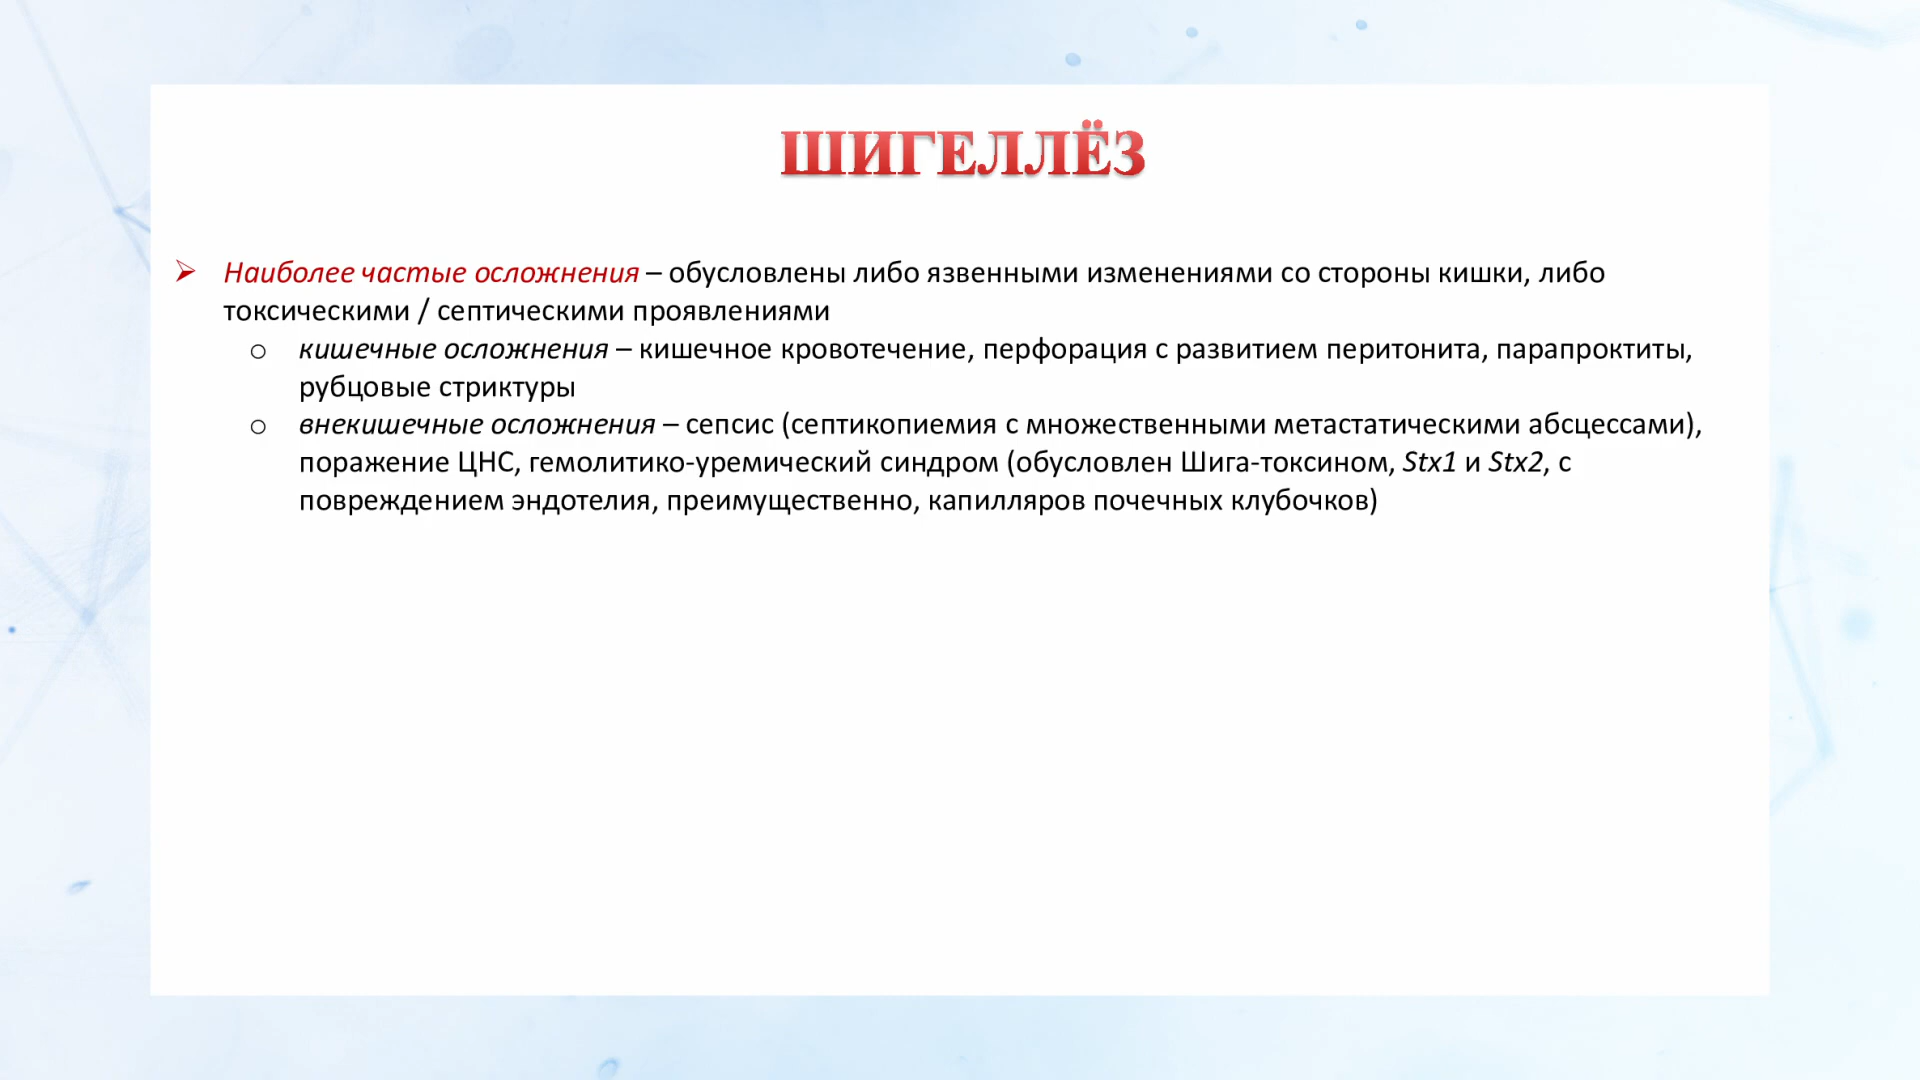 ШИГЕЛЛЁЗ
➢ Наиболее частые осложнения – обусловлены либо язвенными изменениями со стороны кишки, либо
токсическими / септическими проявлениями
o кишечные осложнения – кишечное кровотечение, перфорация с развитием перитонита, парапроктиты,
рубцовые стриктуры
o внекишечные осложнения – сепсис (септикопиемия с множественными метастатическими абсцессами),
поражение ЦНС, гемолитико-уремический синдром (обусловлен Шига-токсином, Stx1 и Stx2, с
повреждением эндотелия, преимущественно, капилляров почечных клубочков)